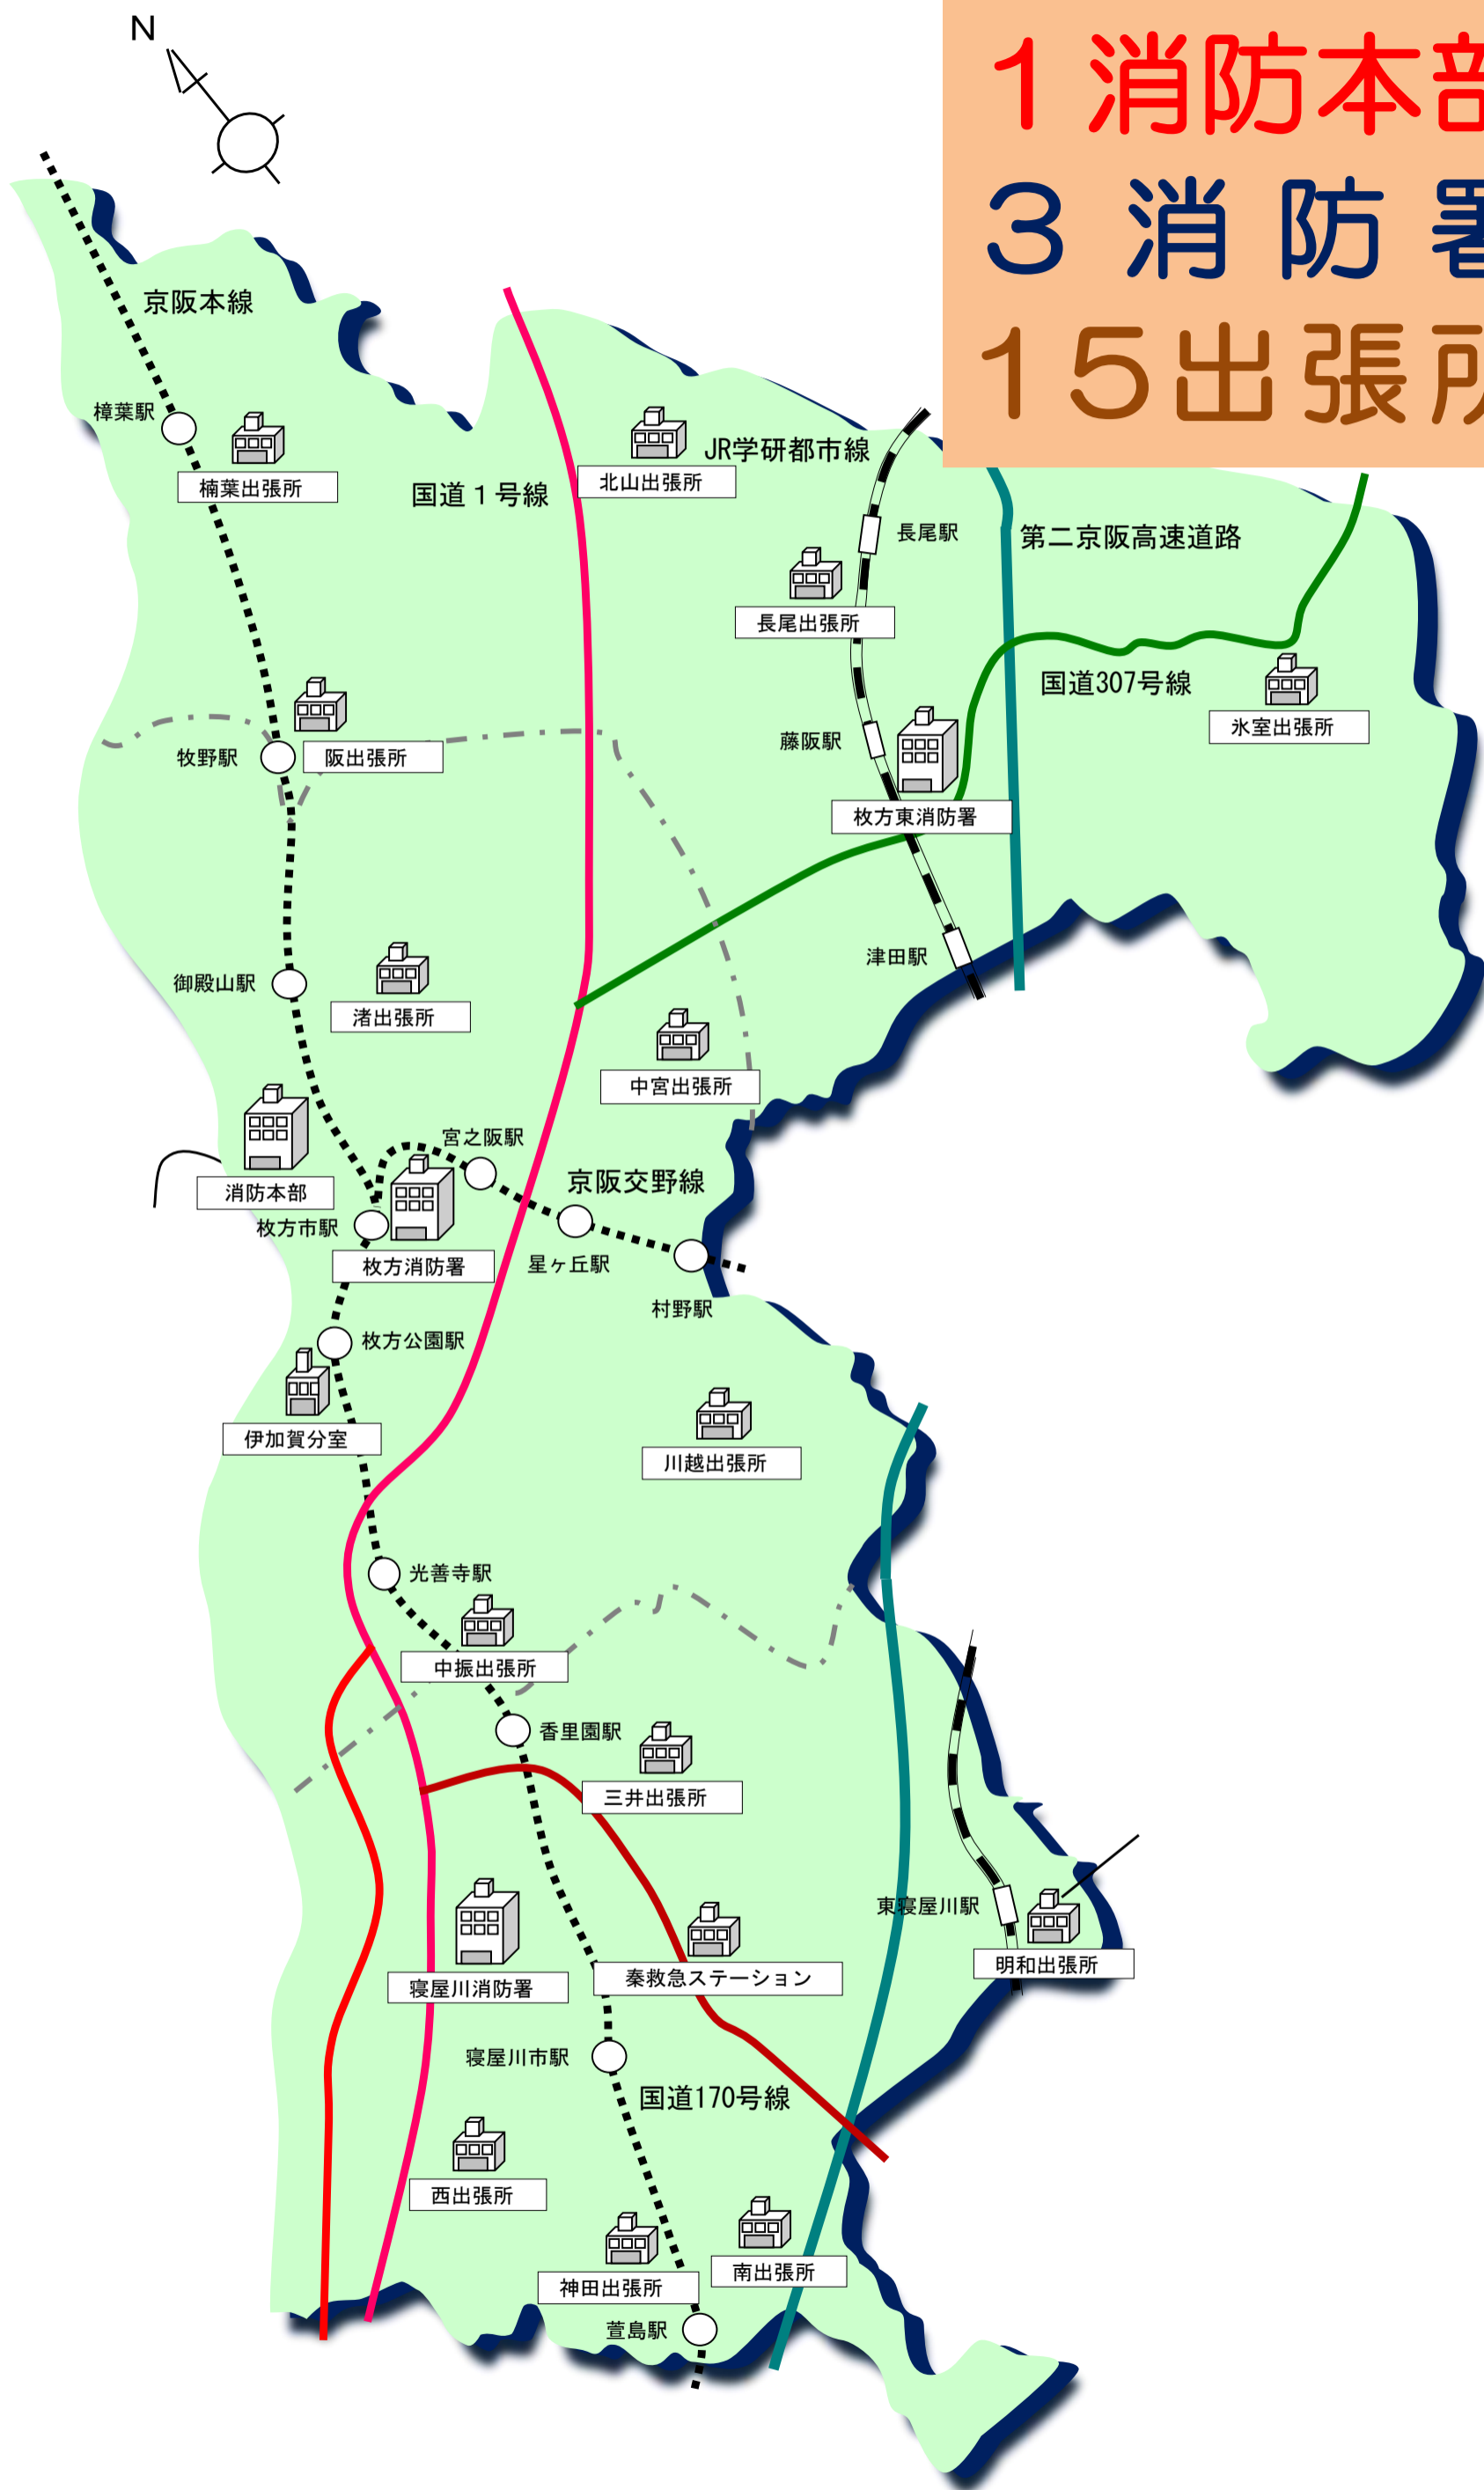 N
1消防本部
3消防署
15出張所
京阪本線
樟葉駅
楠葉出張所
国道1号線
北山出張所
JR学研都市線
長尾駅
第二京阪高速道路
長尾出張所
国道307号線
氷室出張所
牧野駅
阪出張所
藤阪駅
枚方東消防署
津田駅
御殿山駅
渚出張所
中宮出張所
宮之阪駅
京阪交野線
消防本部
枚方市駅
枚方消防署
星ヶ丘駅
村野駅
枚方公園駅
伊加賀分室
川越出張所
光善寺駅
中振出張所
香里園駅
三井出張所
東寝屋川駅
明和出張所
寝屋川消防署
秦救急ステーション
寝屋川市駅
国道170号線
西出張所
南出張所
神田出張所
萱島駅